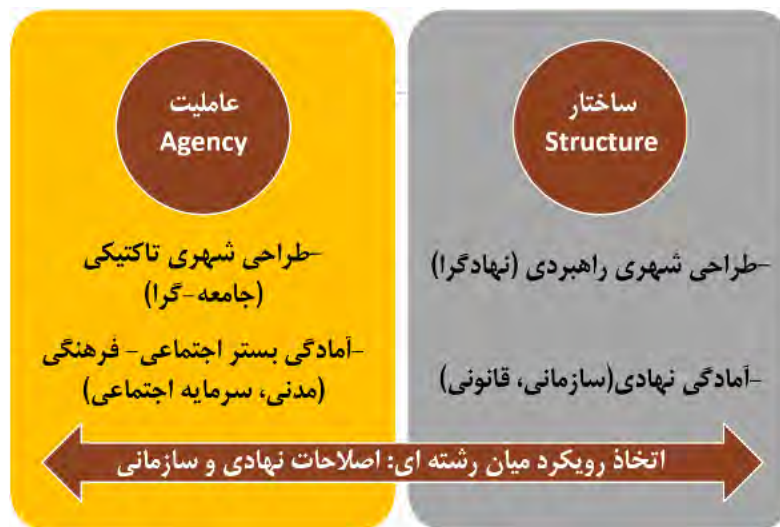 ساختار
Structure
-طراحی شهری راهبردی (نهادگرا)
-آمادگی نهادی(سازمانی، قانونی)
عاملیت
Agency
-طراحی شهری تاکتیکی
(جامعه-گرا)
-آمادگی بستر اجتماعی- فرهنگی
(مدنی، سرمایه اجتماعی)
اتخاذ رویکرد میان رشته ای: اصلاحات نهادی و سازمانی